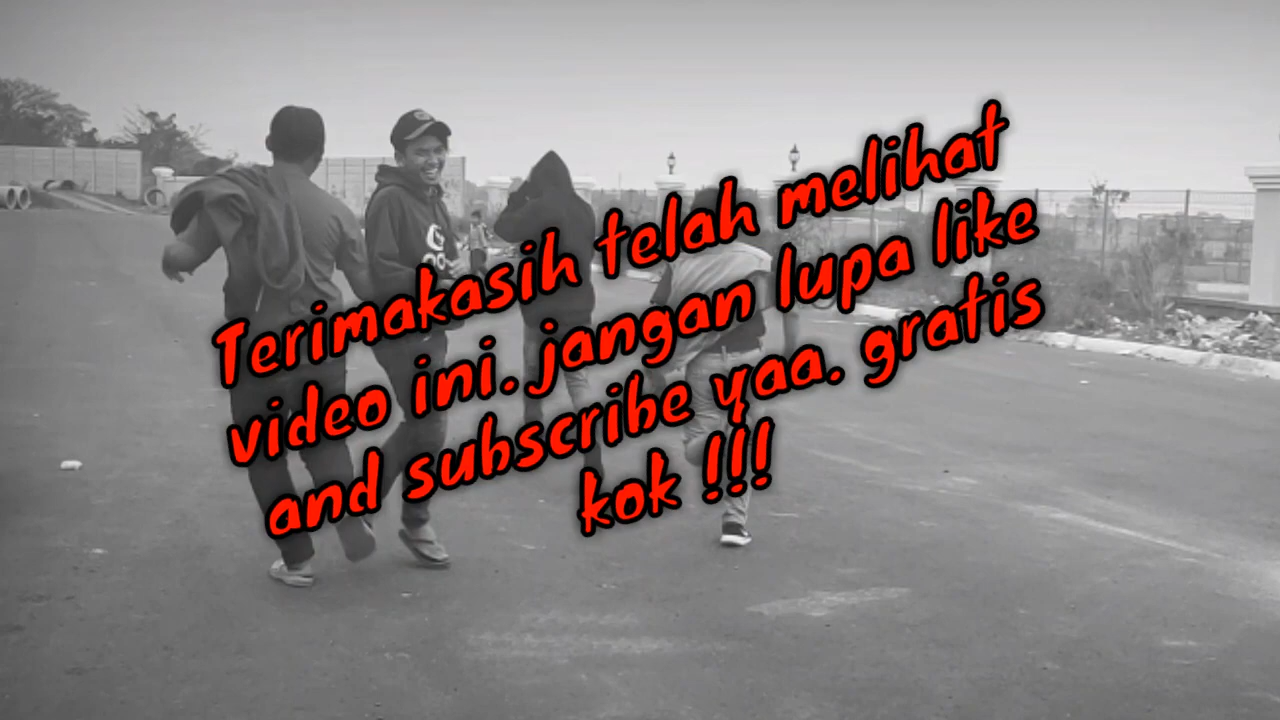 Terimakasih telah melihat
video ini. jangan lupa like
and subscribe yaa. gratis
kok !!!